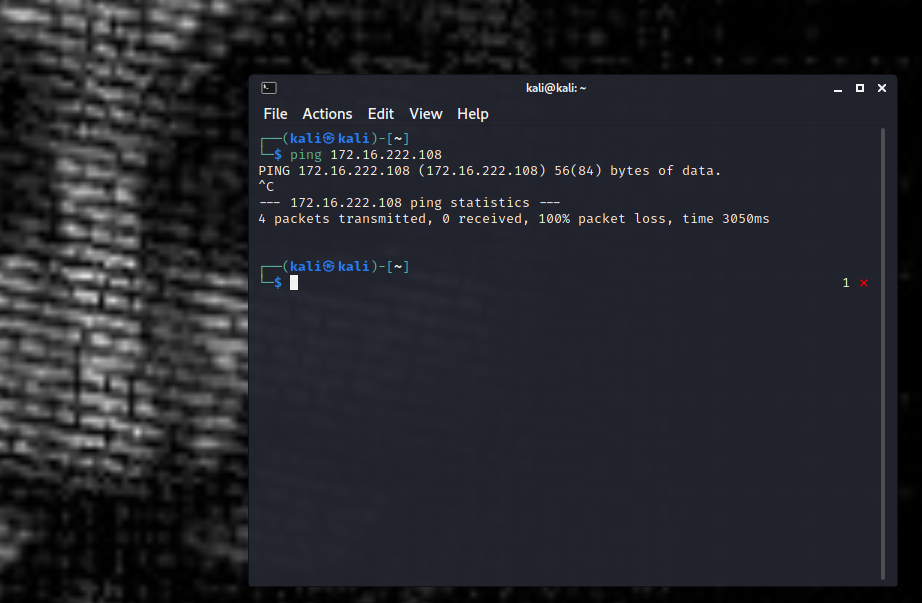 kali@kali: ~
File Actions Edit View Help
┌──(kali㉿kali)-[~]
└─$ ping 172.16.222.108
PING 172.16.222.108 (172.16.222.108) 56(84) bytes of data.
^C
--- 172.16.222.108 ping statistics ---
4 packets transmitted, 0 received, 100% packet loss, time 3050ms
┌──(kali㉿kali)-[~]
└─$ 1 ⨯